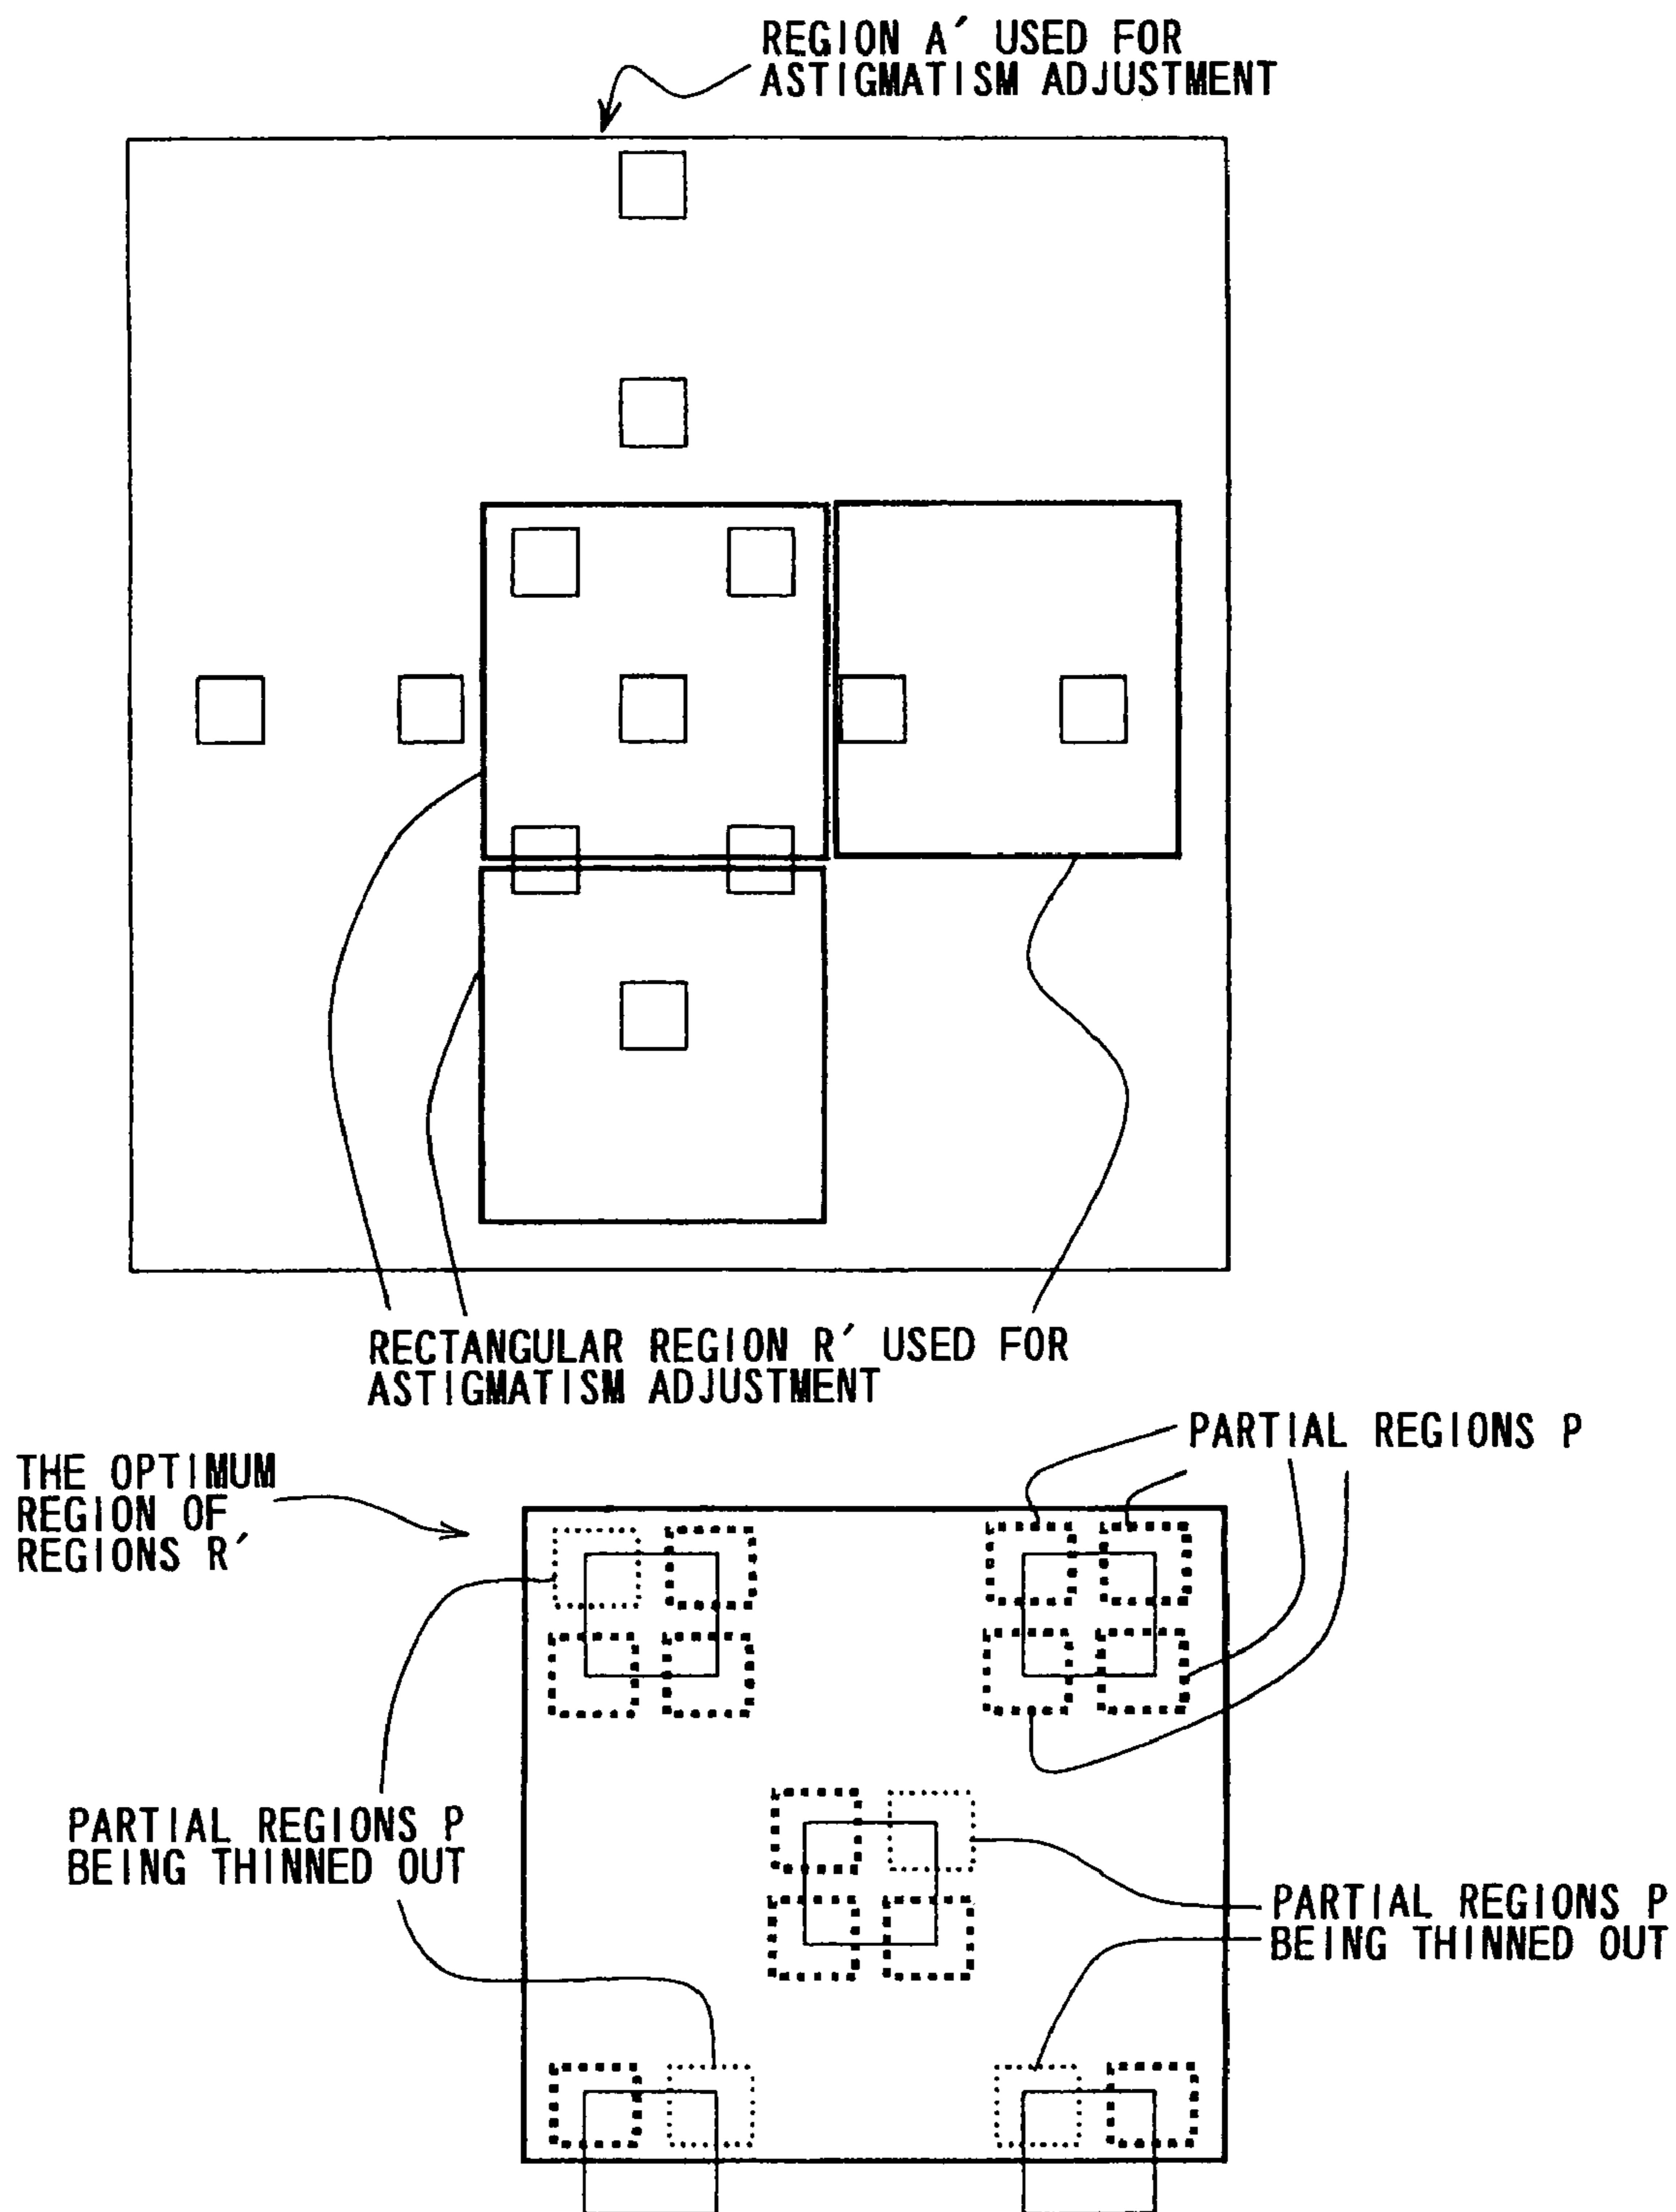 REGION A′ USED FOR
ASTIGMATISM ADJUSTMENT
RECTANGULAR REGION R′ USED FOR
ASTIGMATISM ADJUSTMENT
PARTIAL REGIONS P
THE OPTIMUM
REGION OF
REGIONS R′
PARTIAL REGIONS P
BEING THINNED OUT
PARTIAL REGIONS P
BEING THINNED OUT